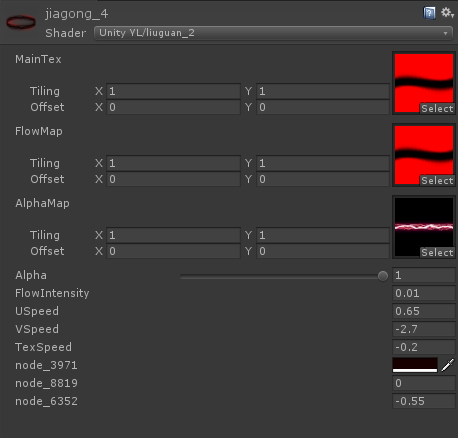 jiagong_4
Shader Unity VL/liuguan_2
MainTex
Tiling X 1 Y 1
Offset X 0 Y 0
Select
FlowMap
Tiling X 1 Y 1
Offset X 0 Y 0
Select
AlphaMap
Tiling X 1 Y 1
Offset X 0 Y 0
Select
Alpha 1
FlowIntensity 0.01
USpeed 0.65
VSpeed -2.7
TexSpeed -0.2
node_3971
node_8819 0
node_6352 -0.55